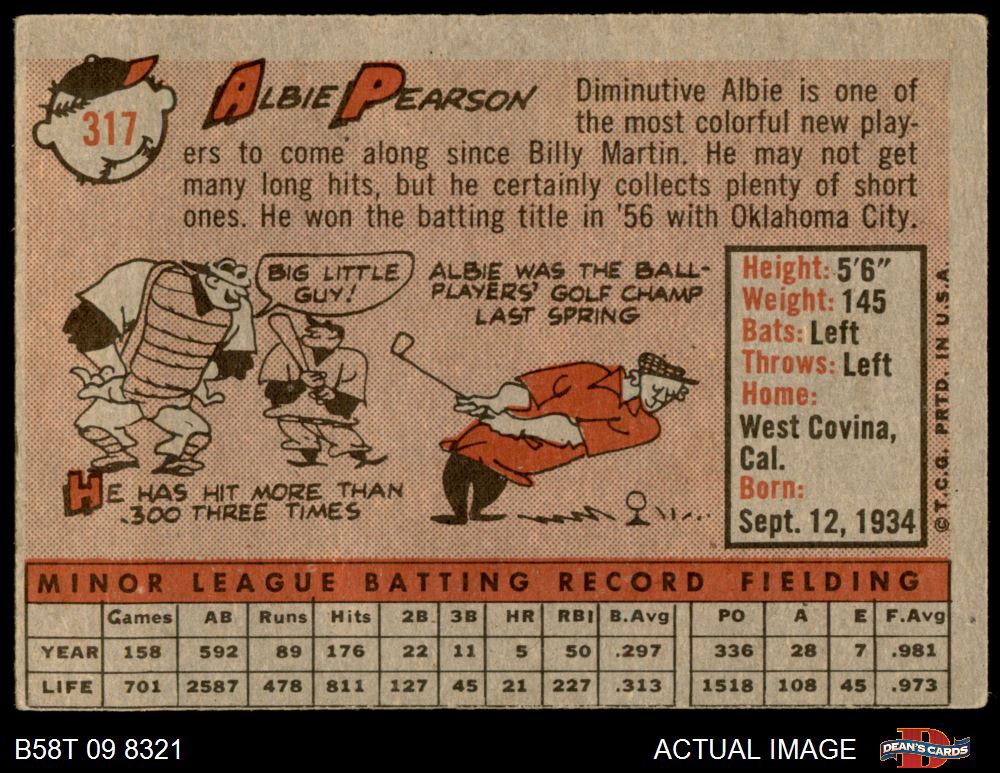 317
ALBIE PEARSON
Diminutive Albie is one of
the most colorful new play-
ers to come along since Billy Martin. He may not get
many long hits, but he certainly collects plenty of short
ones. He won the batting title in '56 with Oklahoma City.
BIG LITTLE
GUY!
HE HAS HIT MORE THAN
.300 THREE TIMES
ALBIE WAS THE BALL-
PLAYERS' GOLF CHAMP
LAST SPRING
Height: 5'6"
Weight: 145
Bats: Left
Throws: Left
Home:
West Covina,
Cal.
Born:
Sept. 12, 1934
© T.C.G. PRTD. IN U.S.A.
MINOR LEAGUE BATTING RECORD FIELDING
Games AB Runs Hits 2B 3B HR RBI B.Avg PO A E F.Avg
YEAR 158 592 89 176 22 11 5 50 .297 336 28 7 .981
LIFE 701 2587 478 811 127 45 21 227 .313 1518 108 45 .973
B58T 09 8321
ACTUAL IMAGE
DEAN'S CARDS